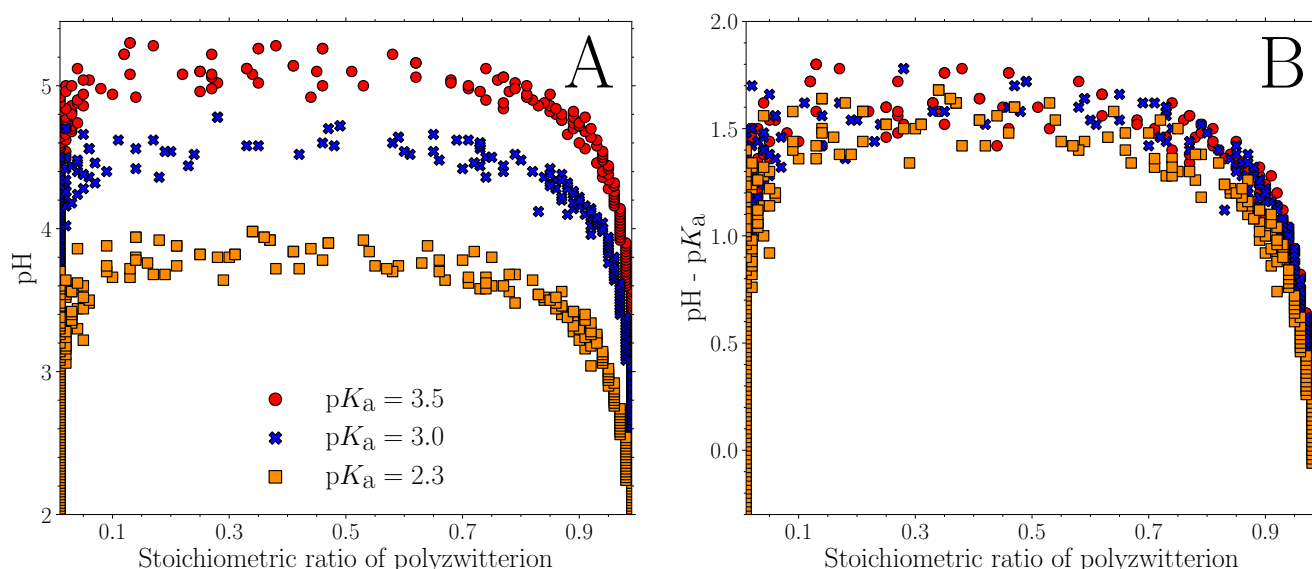 A
pH
5
4
3
2
0.1 0.3 0.5 0.7 0.9
Stoichiometric ratio of polyzwitterion
pKa = 3.5
pKa = 3.0
pKa = 2.3
B
pH - pKa
2.0
1.5
1.0
0.5
0.0
0.1 0.3 0.5 0.7 0.9
Stoichiometric ratio of polyzwitterion